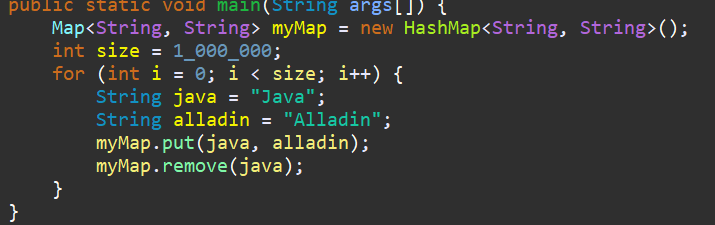 public static void main(String args[]) {
    Map<String, String> myMap = new HashMap<String, String>();
    int size = 1_000_000;
    for (int i = 0; i < size; i++) {
        String java = "Java";
        String alladin = "Alladin";
        myMap.put(java, alladin);
        myMap.remove(java);
    }
}